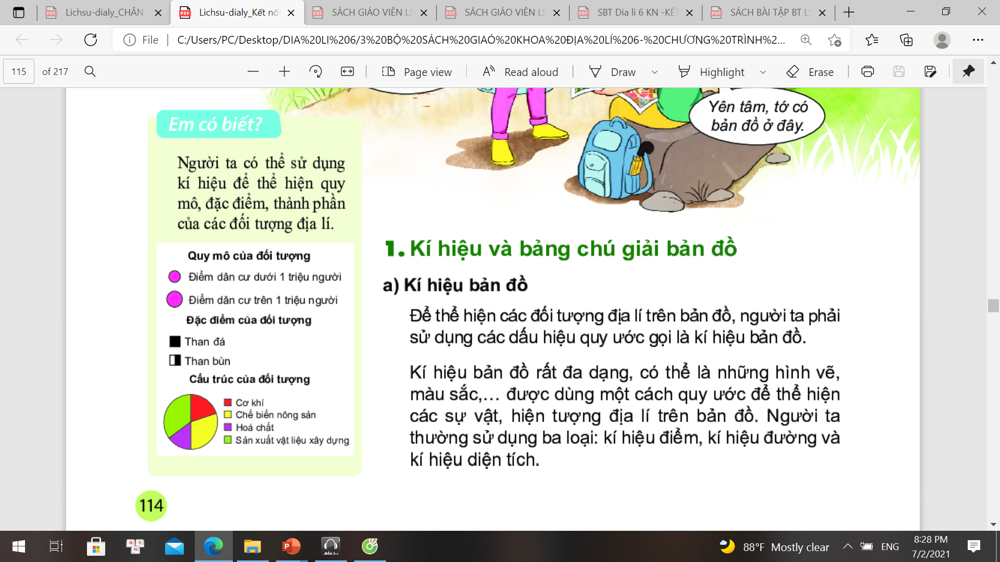 Lichsu-dialy_CHÂN
Lichsu-dialy_Kết nối
SÁCH GIÁO VIÊN LS
SÁCH GIÁO VIÊN LS
SBT Dia li 6 KN -KẾT
SÁCH BÀI TẬP BT LS
File
C:/Users/PC/Desktop/DIA%20LI%206/3%20BỘ%20SÁCH%20GIAÓ%20KHOA%20ĐỊA%20LÍ%206-%20CHƯƠNG%20TRÌNH%2...
115 of 217
Page view
Read aloud
Draw
Highlight
Erase
Yên tâm, tớ có
bản đồ ở đây.
Em có biết?
Người ta có thể sử dụng
kí hiệu để thể hiện quy
mô, đặc điểm, thành phần
của các đối tượng địa lí.
Quy mô của đối tượng
Điểm dân cư dưới 1 triệu người
Điểm dân cư trên 1 triệu người
Đặc điểm của đối tượng
Than đá
Than bùn
Cấu trúc của đối tượng
Cơ khí
Chế biến nông sản
Hoá chất
Sản xuất vật liệu xây dựng
1. Kí hiệu và bảng chú giải bản đồ
a) Kí hiệu bản đồ
Để thể hiện các đối tượng địa lí trên bản đồ, người ta phải
sử dụng các dấu hiệu quy ước gọi là kí hiệu bản đồ.
Kí hiệu bản đồ rất đa dạng, có thể là những hình vẽ,
màu sắc,... được dùng một cách quy ước để thể hiện
các sự vật, hiện tượng địa lí trên bản đồ. Người ta
thường sử dụng ba loại: kí hiệu điểm, kí hiệu đường và
kí hiệu diện tích.
114
88°F Mostly clear
ENG
8:28 PM
7/2/2021